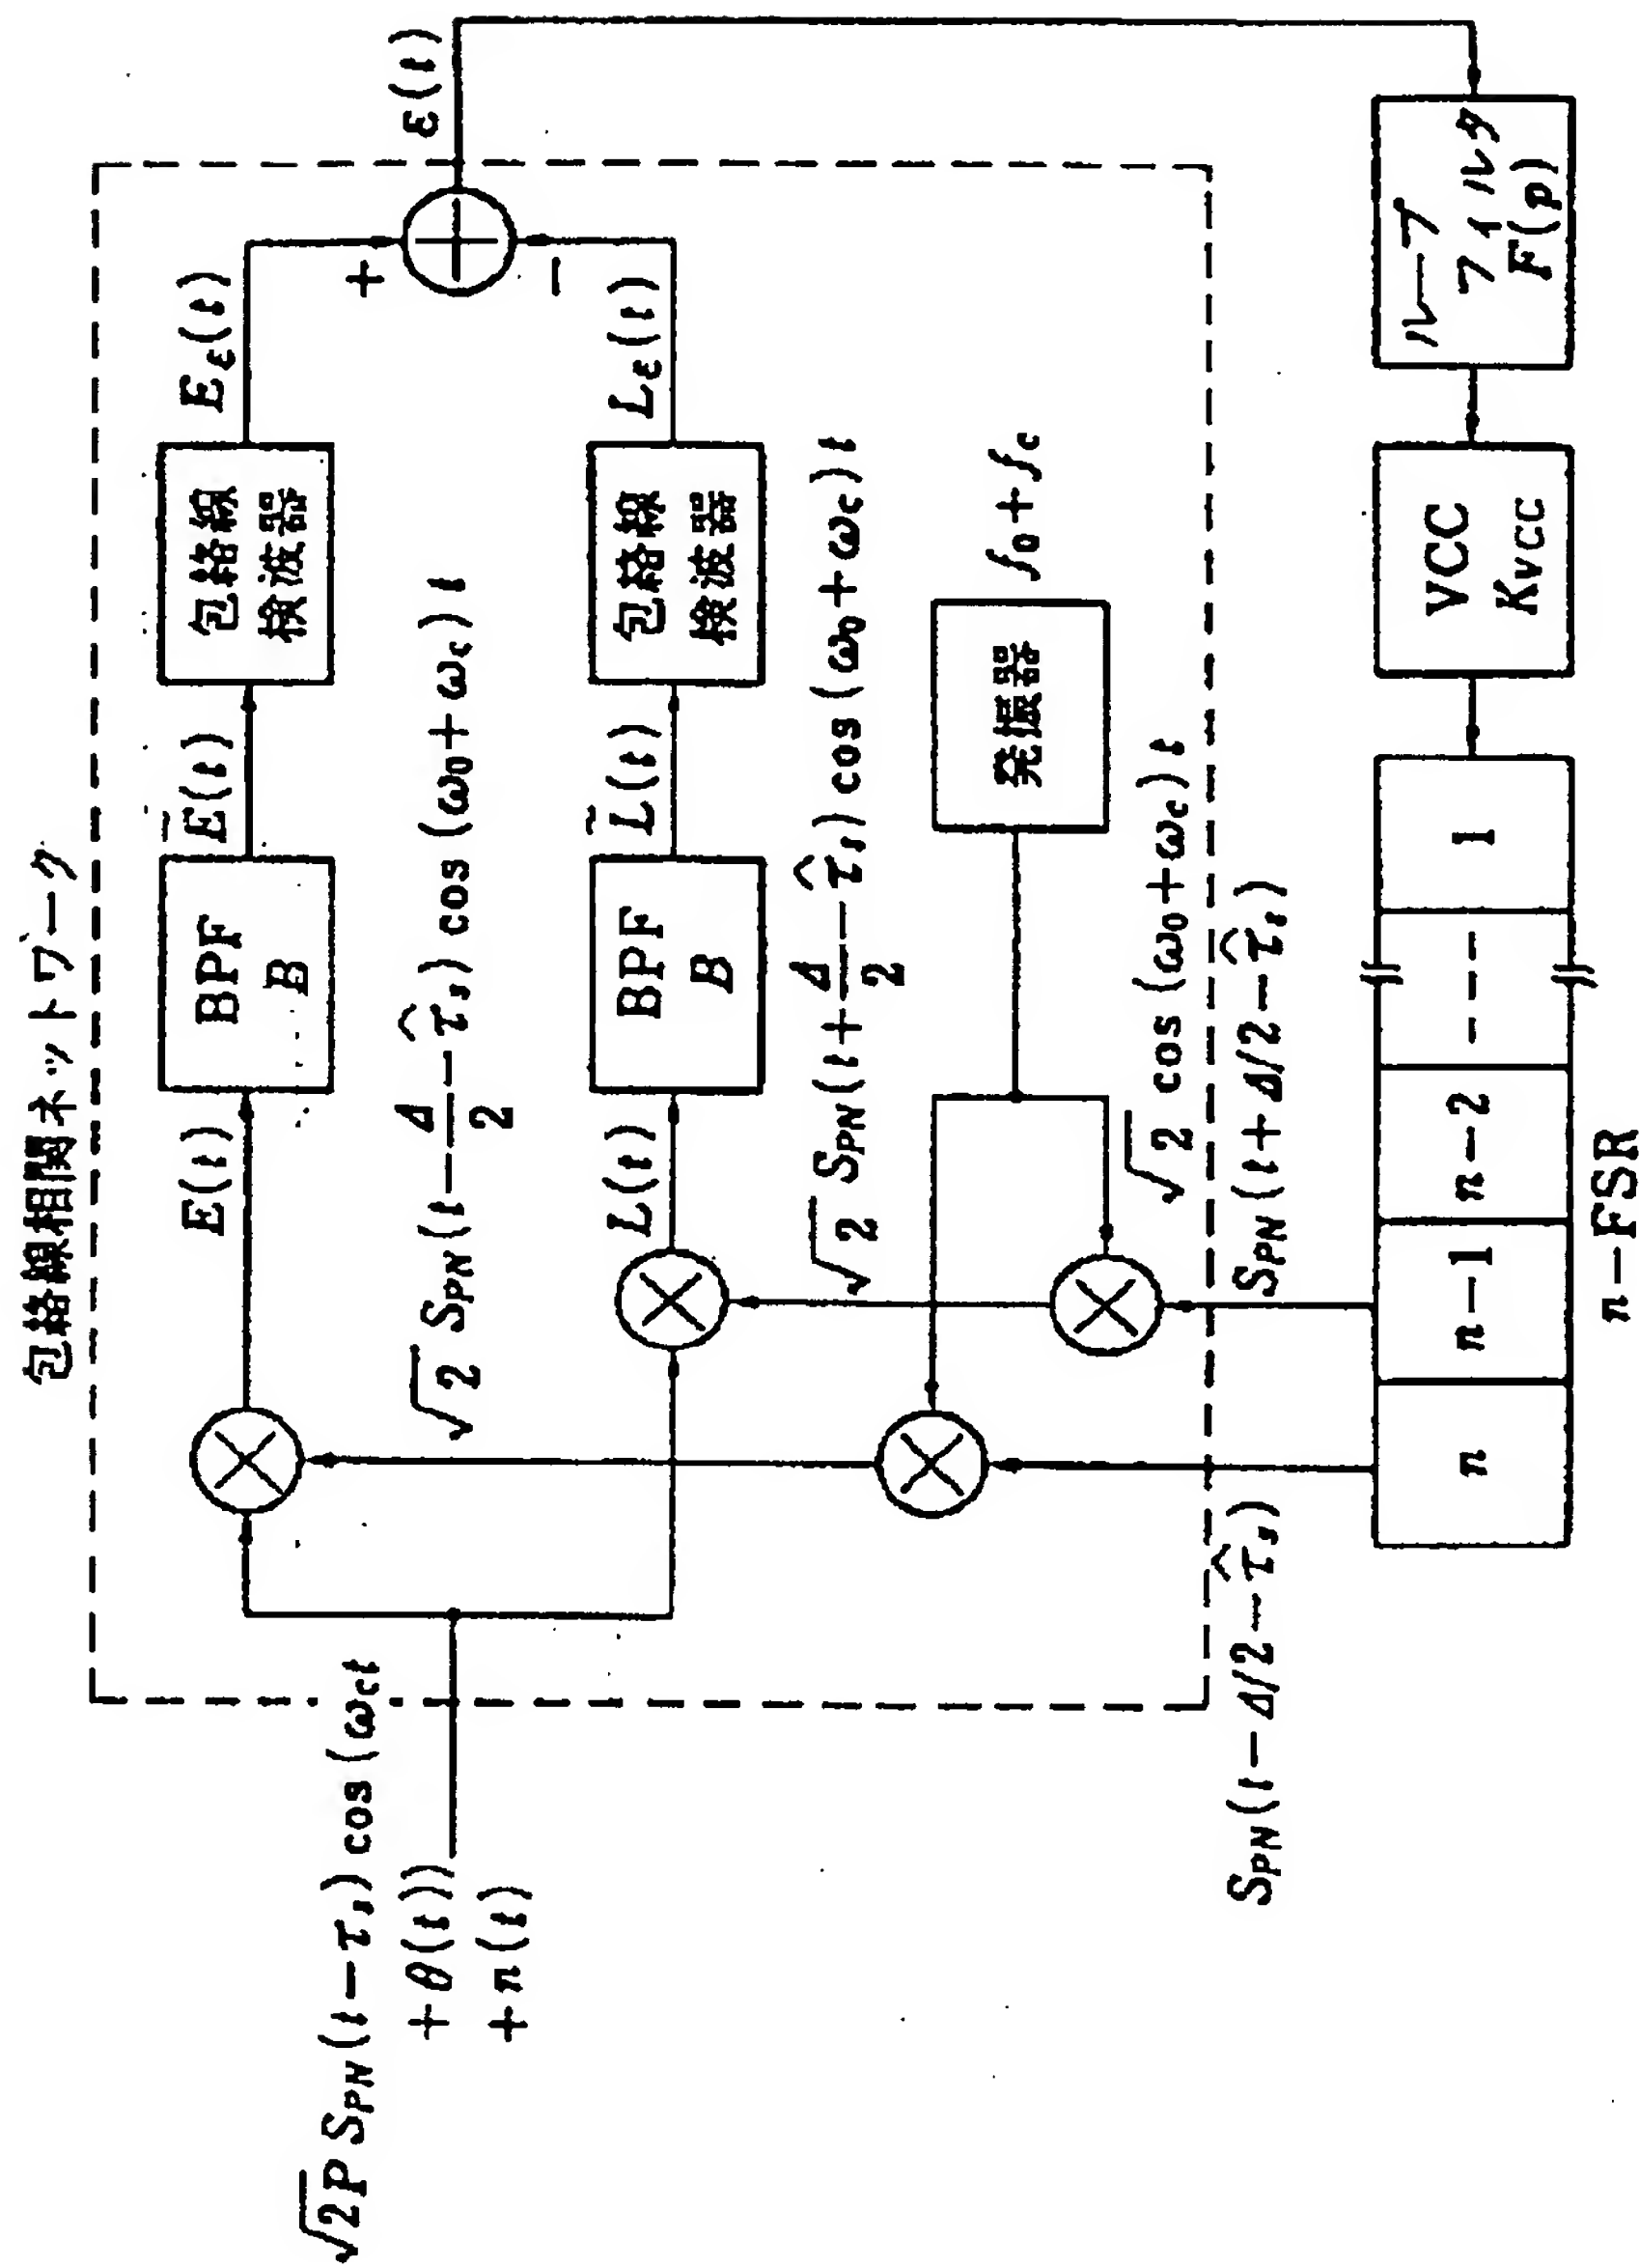 包絡線相関ネットワーク
√2P S_PN(t−τ_s) cos(ω_c t
+θ(t))
+n(t)
E(t)
BPF
B
Ẽ(t)
包絡線
検波器
E_ε(t)
+
−
ε(t)
√2 S_PN(t−Δ/2−τ̂_s) cos(ω_0+ω_c)t
L(t)
BPF
B
L̃(t)
包絡線
検波器
L_ε(t)
√2 S_PN(t+Δ/2−τ̂_s) cos(ω_0+ω_c)t
発振器
f_0+f_c
√2 cos(ω_0+ω_c)t
S_PN(t−Δ/2−τ̂_s)
S_PN(t+Δ/2−τ̂_s)
n
n−1
n−2
---
1
VCC
K_VCC
ループ
フィルタ
F(p)
n−FSR